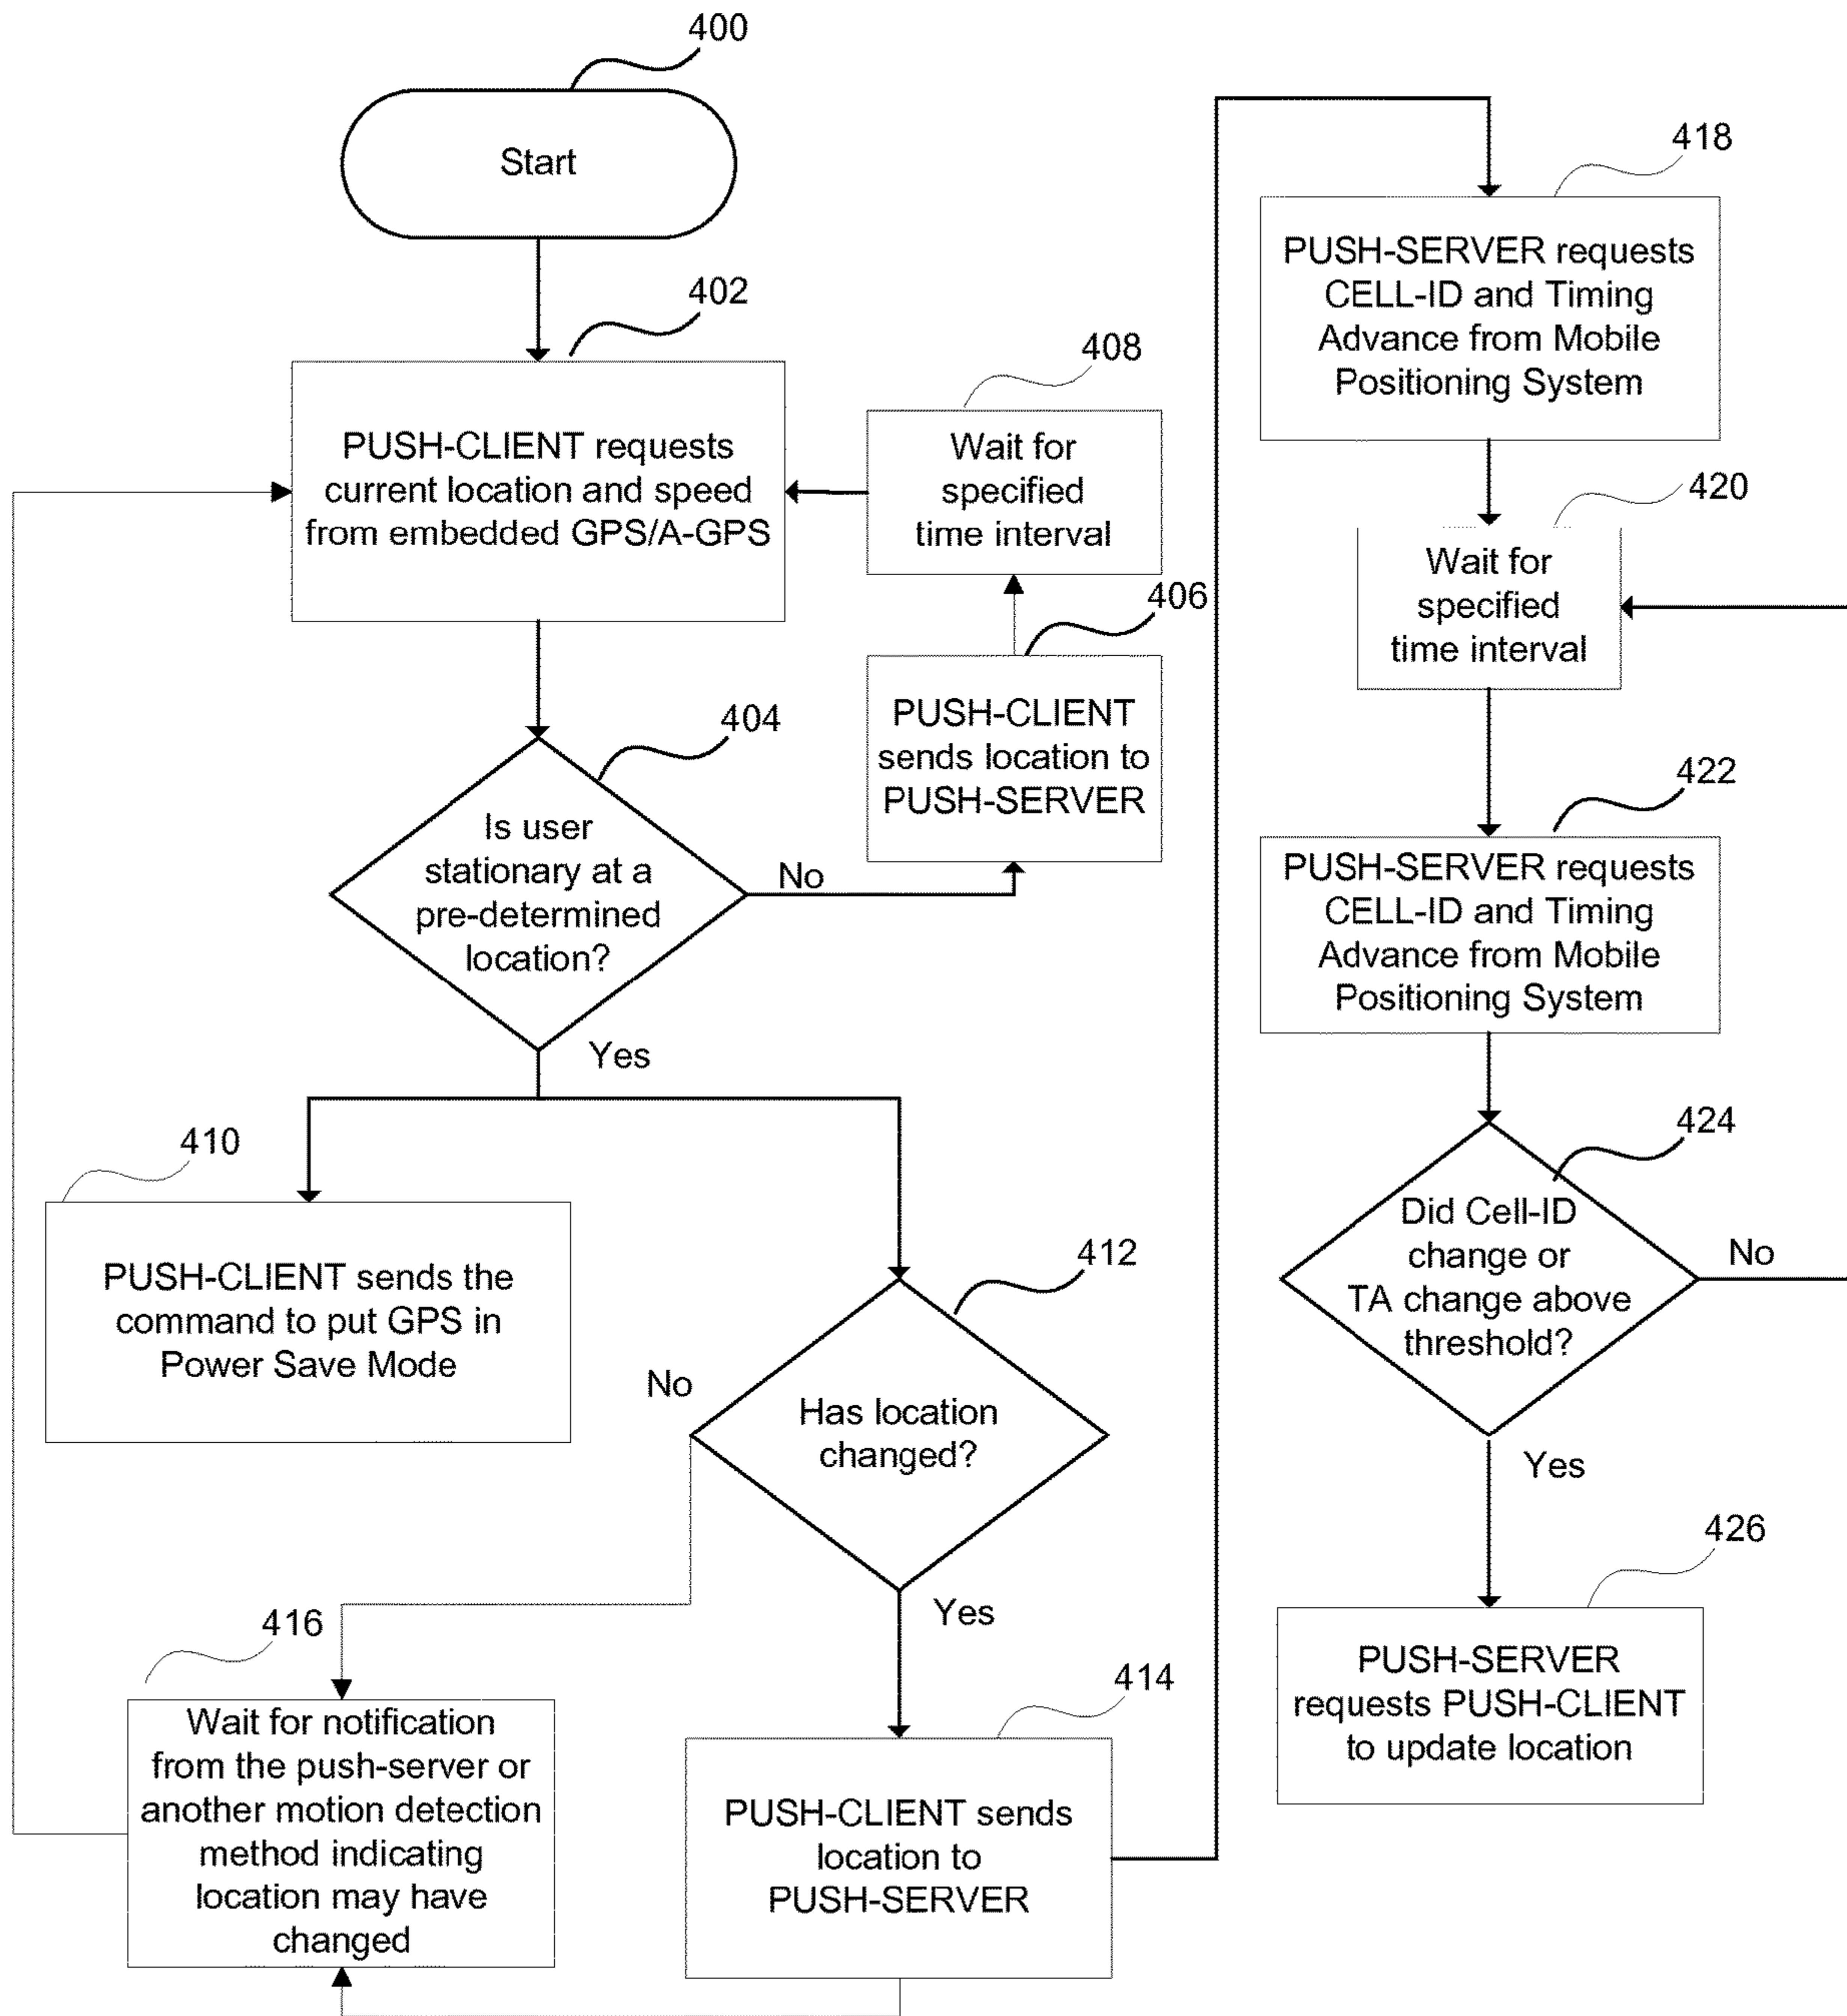 400
Start
402
PUSH-CLIENT requests
current location and speed
from embedded GPS/A-GPS
408
Wait for
specified
time interval
406
PUSH-CLIENT
sends location to
PUSH-SERVER
404
Is user
stationary at a
pre-determined
location?
No
Yes
410
PUSH-CLIENT sends the
command to put GPS in
Power Save Mode
412
Has location
changed?
No
Yes
416
Wait for notification
from the push-server or
another motion detection
method indicating
location may have
changed
414
PUSH-CLIENT sends
location to
PUSH-SERVER
418
PUSH-SERVER requests
CELL-ID and Timing
Advance from Mobile
Positioning System
420
Wait for
specified
time interval
422
PUSH-SERVER requests
CELL-ID and Timing
Advance from Mobile
Positioning System
424
Did Cell-ID
change or
TA change above
threshold?
No
Yes
426
PUSH-SERVER
requests PUSH-CLIENT
to update location